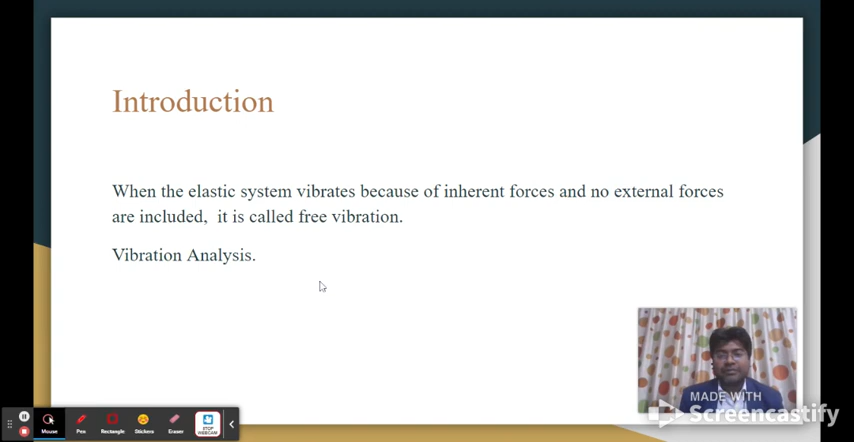 Introduction
When the elastic system vibrates because of inherent forces and no external forces
are included, it is called free vibration.
Vibration Analysis.
MADE WITH
Screencastify
Mouse
Pen
Rectangle
Stickers
Eraser
STOP
WEBCAM